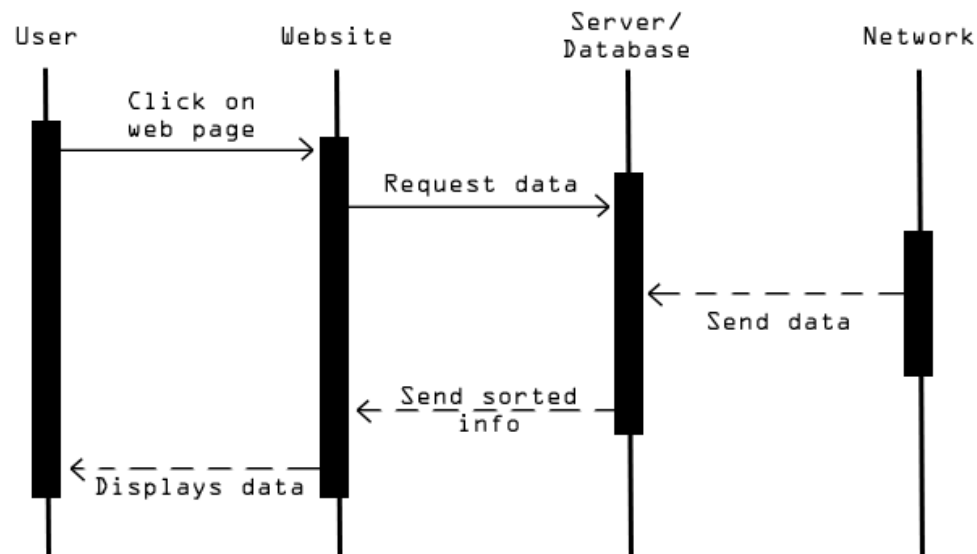 User
Website
Server/
Database
Network
Click on
web page
Request data
Send data
Send sorted
info
Displays data